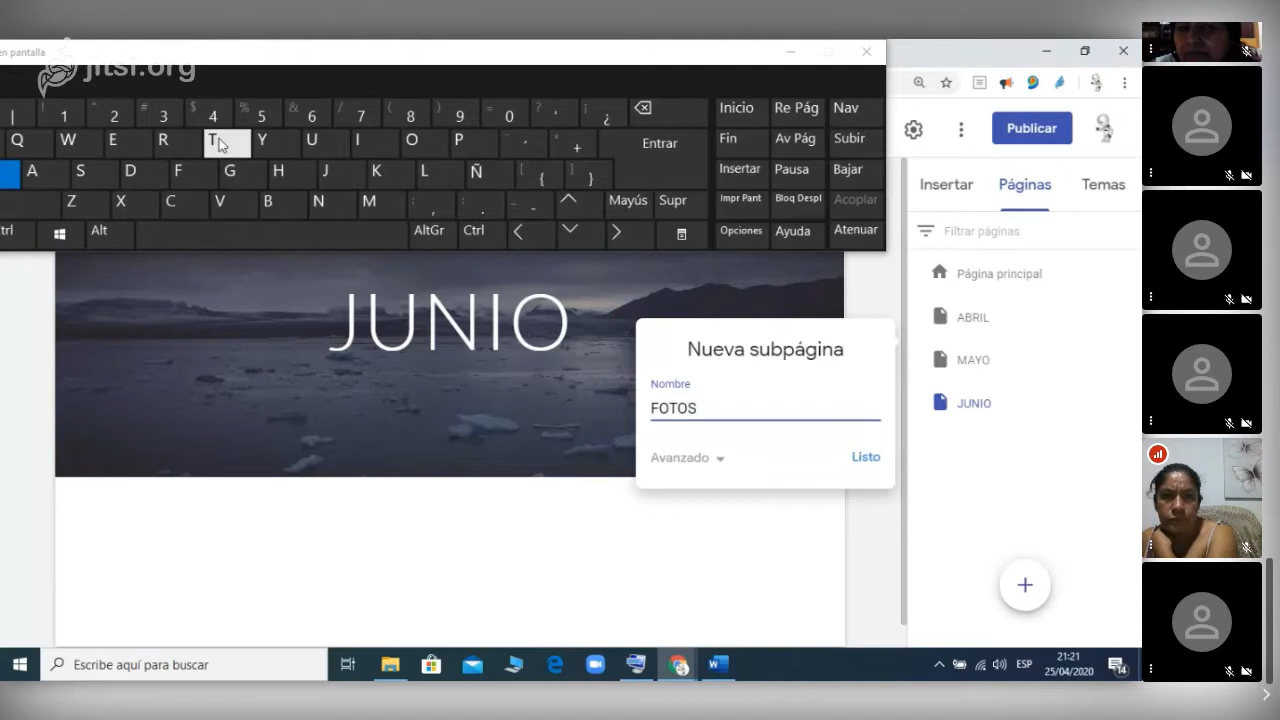 en pantalla
jitsi.org
| ! 1 " 2 # 3 $ 4 % 5 & 6 / 7 ( 8 ) 9 = 0 ? ' ¡ ¿ Inicio Re Pág Nav
Q W E R T Y U I O P ´ * + Entrar Fin Av Pág Subir
A S D F G H J K L Ñ [ { ] } Insertar Pausa Bajar
Z X C V B N M ; , : . _ - Mayús Supr Impr Pant Bloq Despl Acoplar
trl Alt AltGr Ctrl Opciones Ayuda Atenuar
Publicar
Insertar Páginas Temas
Filtrar páginas
Página principal
ABRIL
MAYO
JUNIO
JUNIO
Nueva subpágina
Nombre
FOTOS
Avanzado Listo
+
Escribe aquí para buscar
ESP
21:21
25/04/2020
14